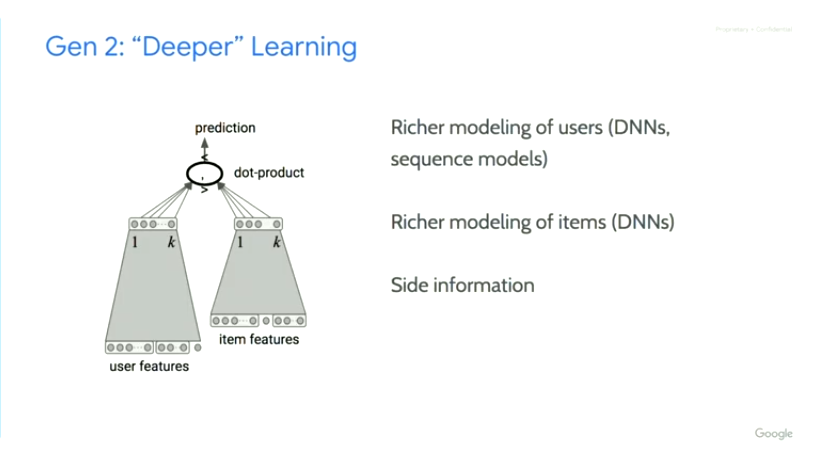 Proprietary + Confidential
Gen 2: “Deeper” Learning
prediction
< , >
dot-product
1 k
1 k
item features
user features
Richer modeling of users (DNNs,
sequence models)
Richer modeling of items (DNNs)
Side information
Google